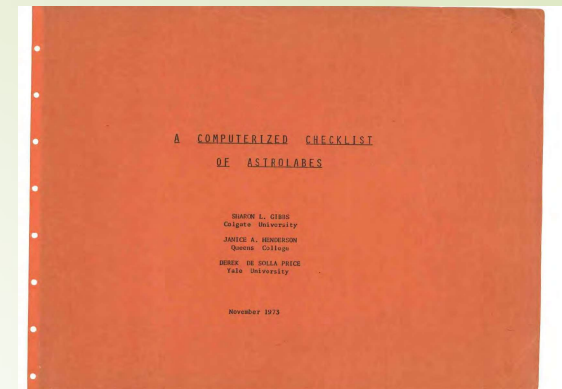 A COMPUTERIZED CHECKLIST
OF ASTROLABES
SHARON L. GIBBS
Colgate University
JANICE A. HENDERSON
Queens College
DEREK DE SOLLA PRICE
Yale University
November 1973